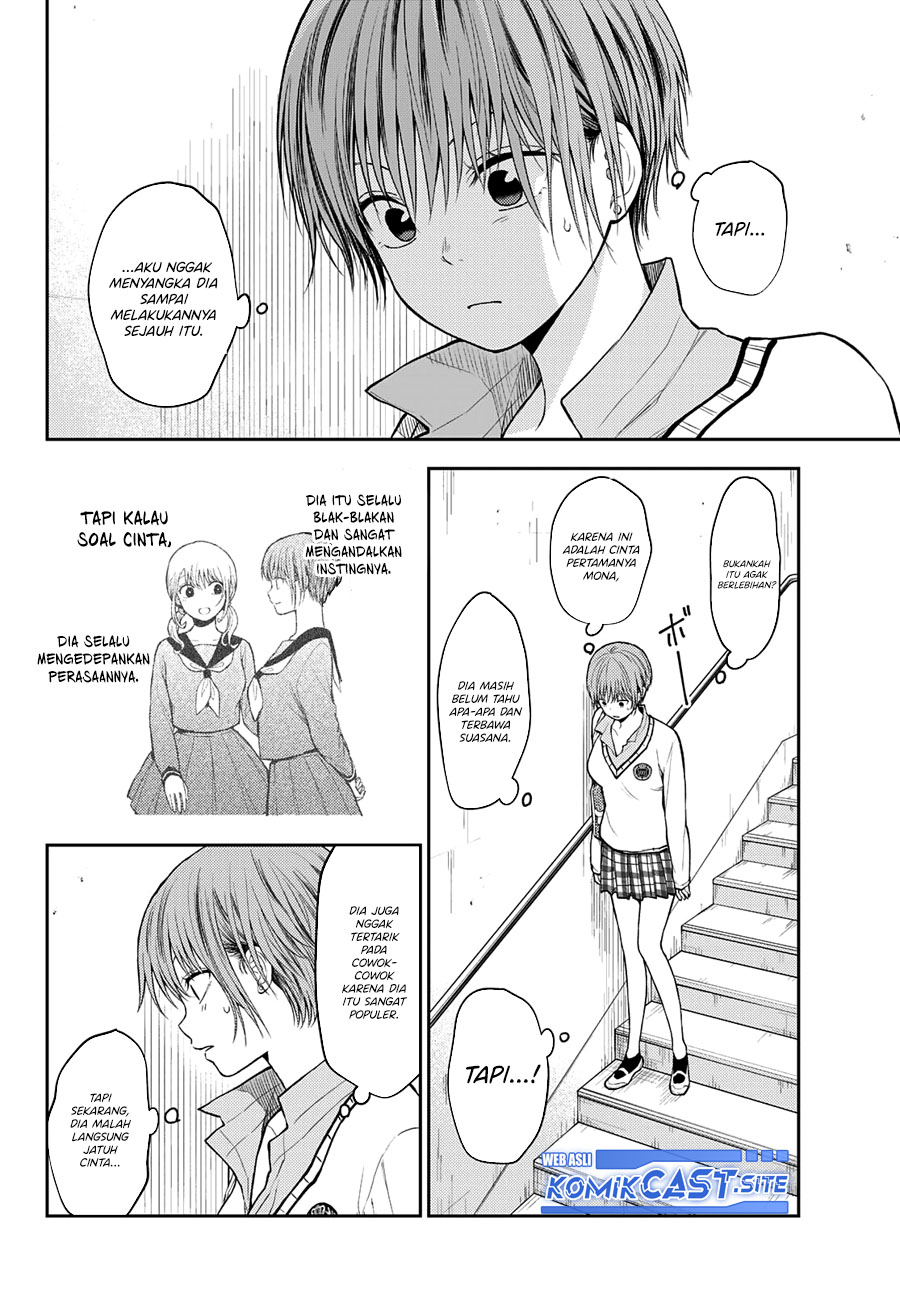 TAPI...
...AKU NGGAK
MENYANGKA DIA
SAMPAI
MELAKUKANNYA
SEJAUH ITU.
BUKANKAH
ITU AGAK
BERLEBIHAN?
KARENA INI
ADALAH CINTA
PERTAMANYA
MONA,
ボー
DIA MASIH
BELUM TAHU
APA-APA DAN
TERBAWA
SUASANA.
TAPI...!
DIA ITU SELALU
BLAK-BLAKAN
DAN SANGAT
MENGANDALKAN
INSTINGNYA.
TAPI KALAU
SOAL CINTA,
DIA SELALU
MENGEDEPANKAN
PERASAANNYA.
DIA JUGA
NGGAK
TERTARIK
PADA
COWOK-
COWOK
KARENA DIA
ITU SANGAT
POPULER.
TAPI
SEKARANG,
DIA MALAH
LANGSUNG
JATUH
CINTA...
WEB ASLI
KOMIKCAST.SITE